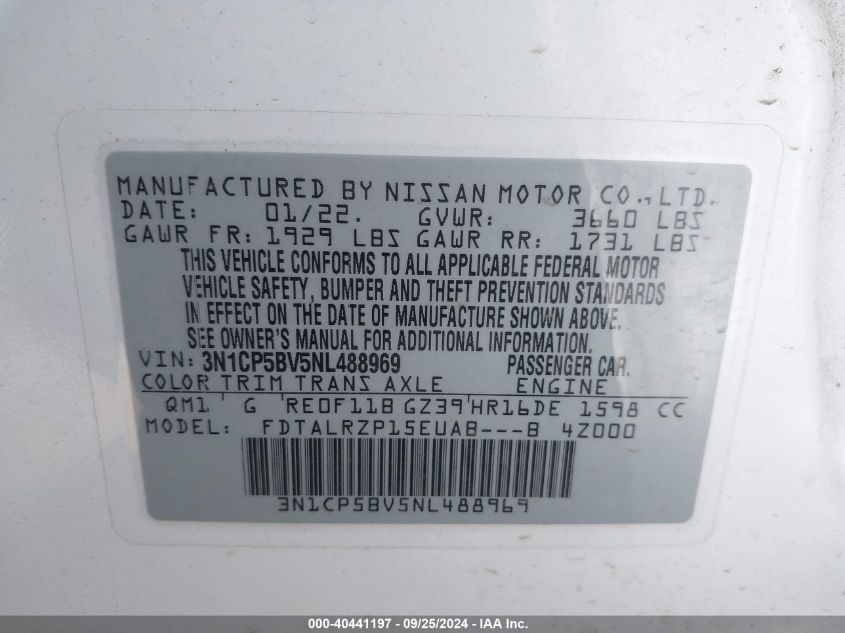 MANUFACTURED BY NISSAN MOTOR CO., LTD.
DATE: 01/22. GVWR: 3660 LBS
GAWR FR: 1929 LBS GAWR RR: 1731 LBS
THIS VEHICLE CONFORMS TO ALL APPLICABLE FEDERAL MOTOR
VEHICLE SAFETY, BUMPER AND THEFT PREVENTION STANDARDS
IN EFFECT ON THE DATE OF MANUFACTURE SHOWN ABOVE.
SEE OWNER'S MANUAL FOR ADDITIONAL INFORMATION.
VIN: 3N1CP5BV5NL488969 PASSENGER CAR.
COLOR TRIM TRANS AXLE ENGINE
QM1 G RE0F11B GZ39 HR16DE 1598 CC
MODEL: FDTALRZP15EUAB---B 4Z000
3N1CP5BV5NL488969
000-40441197 - 09/25/2024 - IAA Inc.